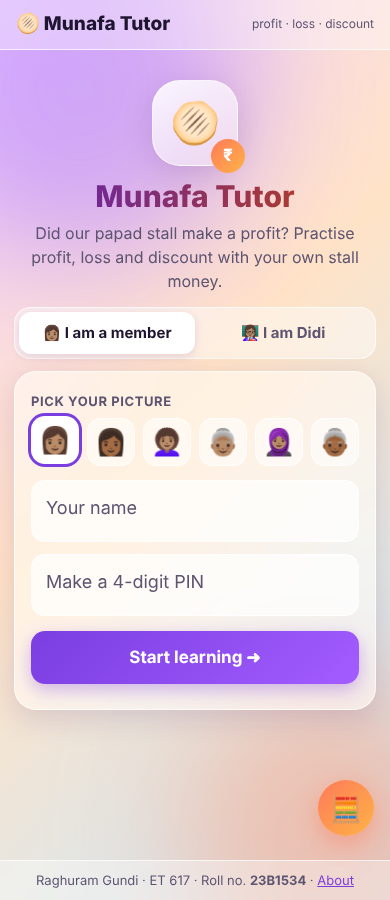 Munafa Tutor
profit · loss · discount
₹
Munafa Tutor
Did our papad stall make a profit? Practise
profit, loss and discount with your own stall
money.
I am a member
I am Didi
PICK YOUR PICTURE
Your name
Make a 4-digit PIN
Start learning ➜
Raghuram Gundi · ET 617 · Roll no. 23B1534 · About